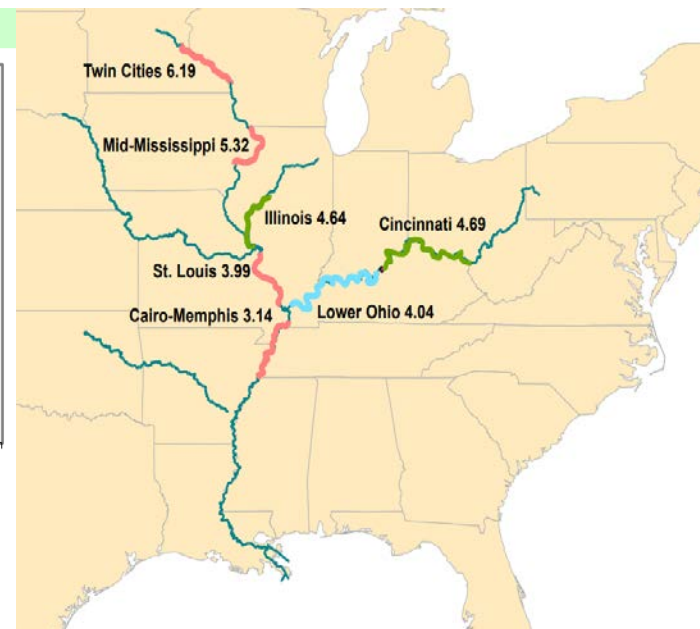 Twin Cities 6.19
Mid-Mississippi 5.32
Illinois 4.64
Cincinnati 4.69
St. Louis 3.99
Cairo-Memphis 3.14
Lower Ohio 4.04